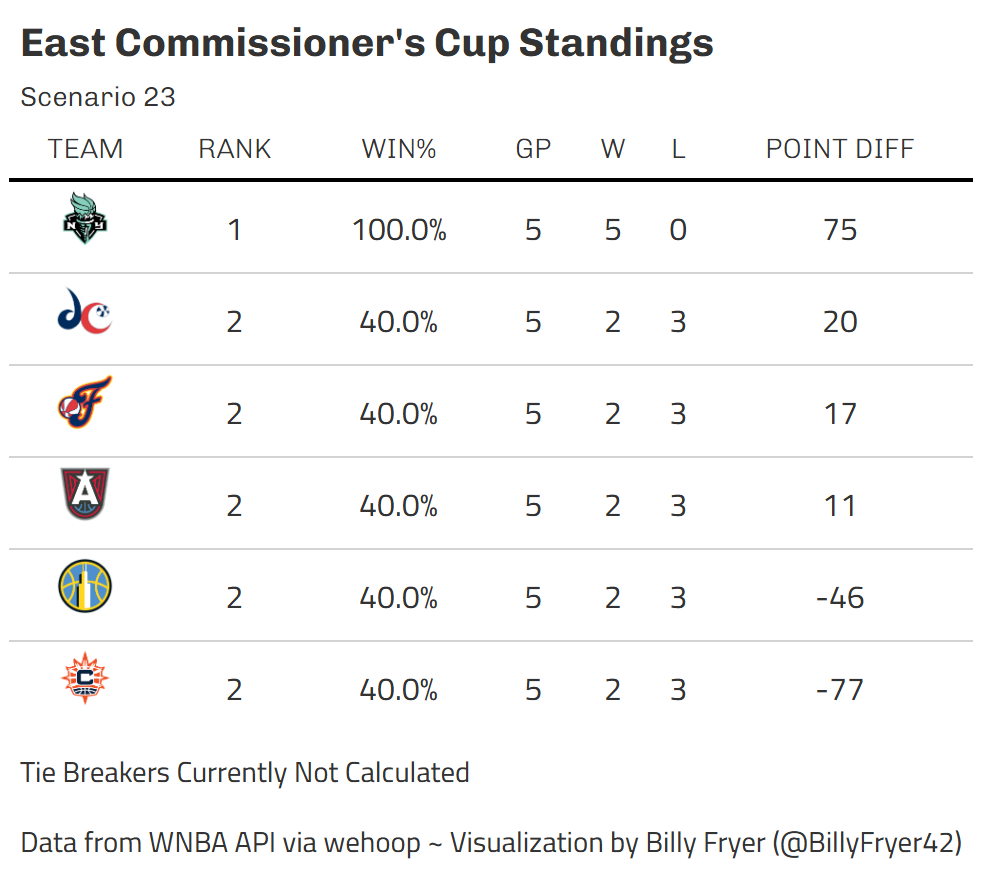 East Commissioner's Cup Standings
Scenario 23
TEAM RANK WIN% GP W L POINT DIFF
NY 1 100.0% 5 5 0 75
2 40.0% 5 2 3 20
2 40.0% 5 2 3 17
A 2 40.0% 5 2 3 11
2 40.0% 5 2 3 -46
C 2 40.0% 5 2 3 -77
Tie Breakers Currently Not Calculated
Data from WNBA API via wehoop ~ Visualization by Billy Fryer (@BillyFryer42)